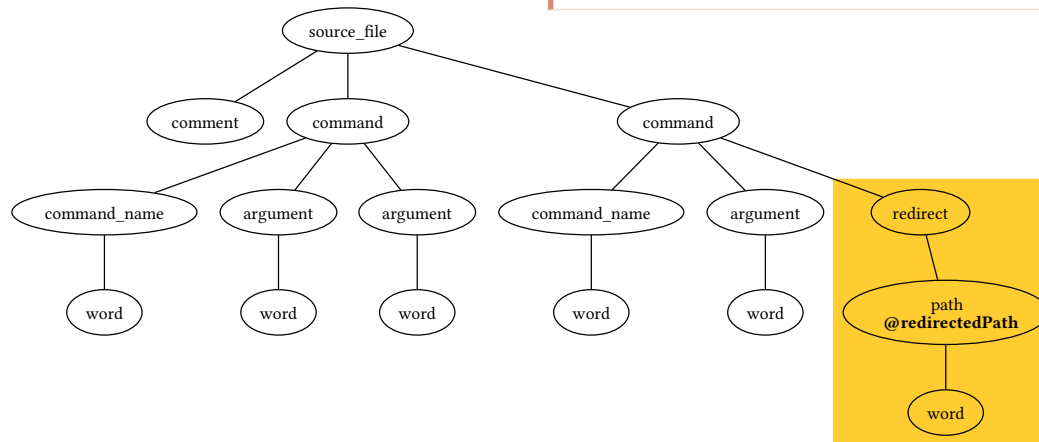 source_file
comment
command
command
command_name
argument
argument
command_name
argument
redirect
word
word
word
word
word
path
@redirectedPath
word